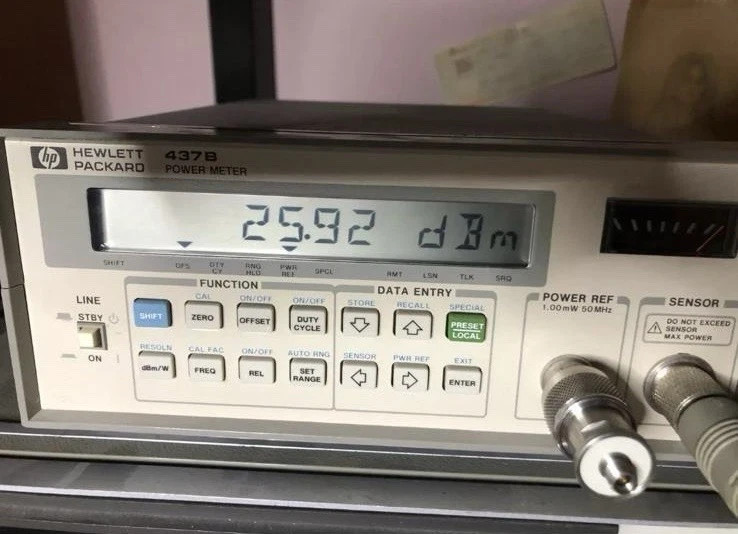 hp HEWLETT PACKARD 437B
POWER METER
25.92 dBm
SHIFT OFS DTY CY RNG HLD PWR REF SPCL RMT LSN TLK SRQ
LINE
STBY
ON
FUNCTION
CAL ON/OFF ON/OFF
SHIFT ZERO OFFSET DUTY CYCLE
RESOLN CAL FAC ON/OFF AUTO RNG
dBm/W FREQ REL SET RANGE
DATA ENTRY
STORE RECALL SPECIAL
PRESET LOCAL
SENSOR PWR REF EXIT
ENTER
POWER REF
1.00mW 50MHz
SENSOR
DO NOT EXCEED
SENSOR
MAX POWER